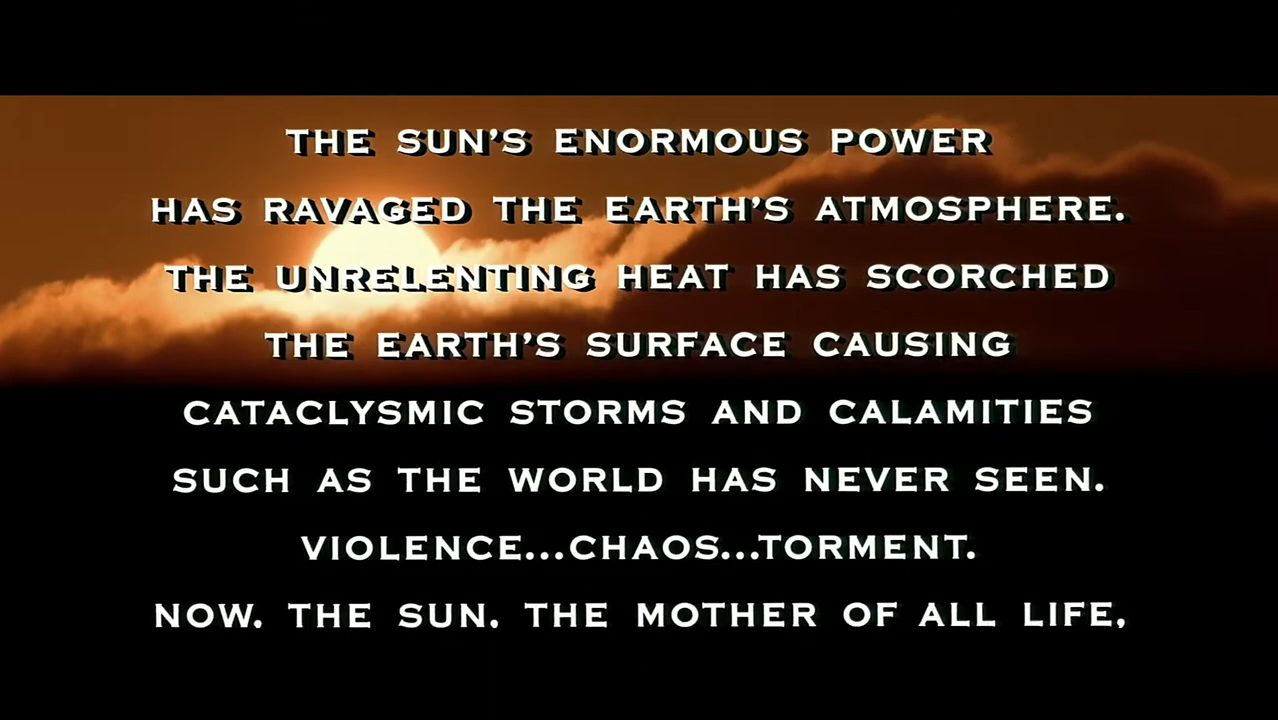 THE SUN'S ENORMOUS POWER
HAS RAVAGED THE EARTH'S ATMOSPHERE.
THE UNRELENTING HEAT HAS SCORCHED
THE EARTH'S SURFACE CAUSING
CATACLYSMIC STORMS AND CALAMITIES
SUCH AS THE WORLD HAS NEVER SEEN.
VIOLENCE...CHAOS...TORMENT.
NOW. THE SUN. THE MOTHER OF ALL LIFE,